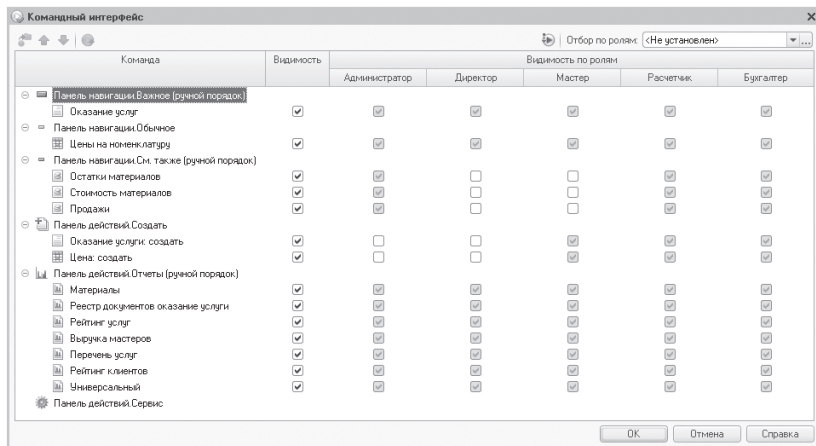 Командный интерфейс
Отбор по ролям: <Не установлен>
Команда Видимость Видимость по ролям
Администратор Директор Мастер Расчетчик Бухгалтер
Панель навигации.Важное (ручной порядок)
Оказание услуг
Панель навигации.Обычное
Цены на номенклатуру
Панель навигации.См. также (ручной порядок)
Остатки материалов
Стоимость материалов
Продажи
Панель действий.Создать
Оказание услуги: создать
Цена: создать
Панель действий.Отчеты (ручной порядок)
Материалы
Реестр документов оказание услуги
Рейтинг услуг
Выручка мастеров
Перечень услуг
Рейтинг клиентов
Универсальный
Панель действий.Сервис
OK Отмена Справка